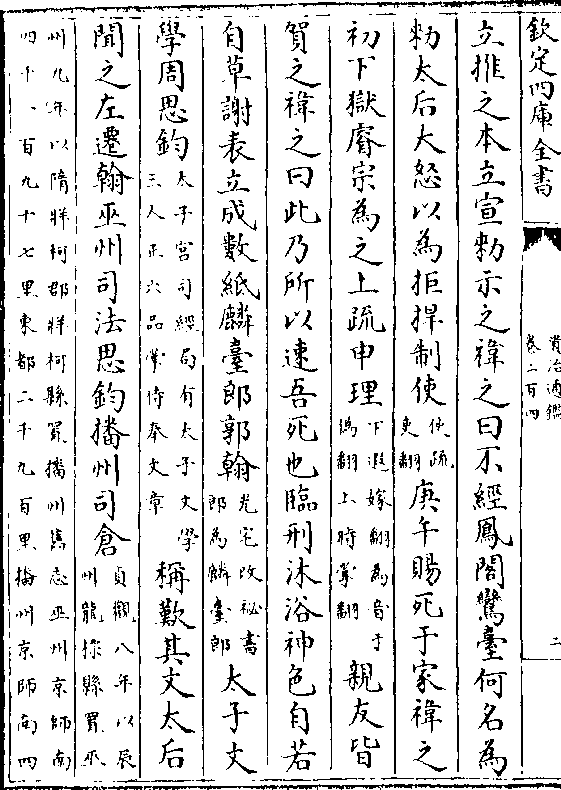 欽定四庫全書
資治通鑑
卷二百四
二
立推之本立宣勅示之禕之曰不經鳳閣鸞臺何名為
勅太后大怒以為拒捍制使使疏吏翻庚午賜死于家禕之
初下獄睿宗為之上疏申理下遐嫁翻為音于偽翻上時掌翻親友皆
賀之禕之曰此乃所以速吾死也臨刑沐浴神色自若
自草謝表立成數紙麟臺郎郭翰光宅改祕書郎為麟臺郎太子文
學周思鈞太子宮司經局有太子文學三人正六品掌侍奉文章稱歎其文太后
聞之左遷翰巫州司法思鈞播州司倉貞觀八年以辰州龍標縣置巫
州九年以隋牂柯郡牂柯縣置播州舊志巫州京師南
四千一百九十七里東都二千九百里播州京師南四